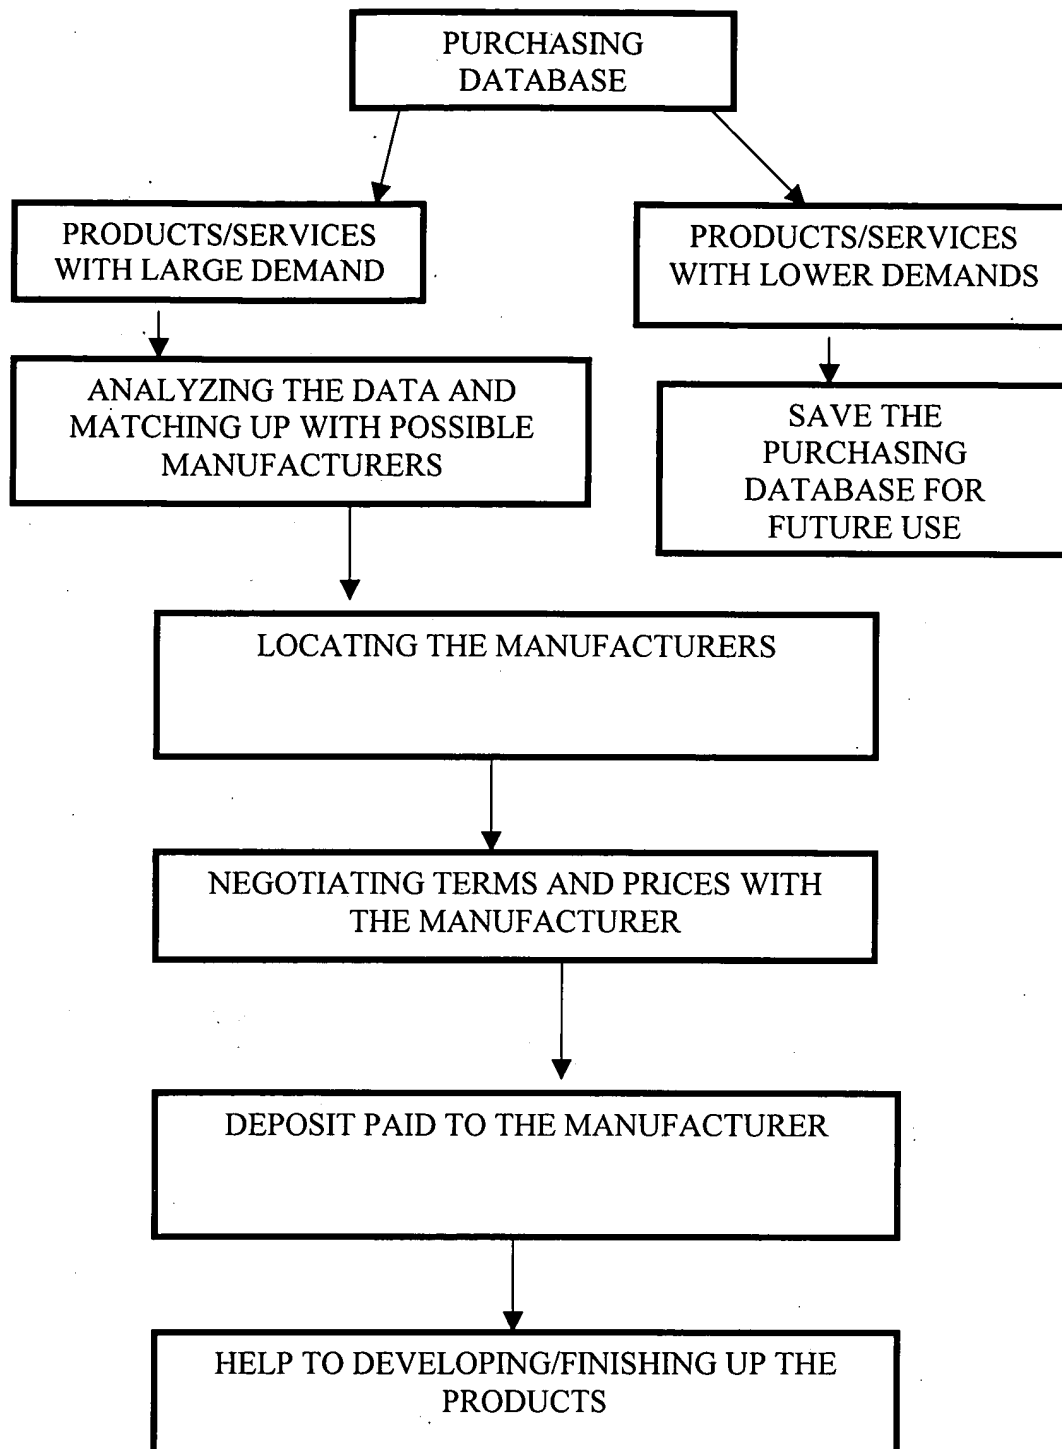 PURCHASING
DATABASE
PRODUCTS/SERVICES
WITH LARGE DEMAND
PRODUCTS/SERVICES
WITH LOWER DEMANDS
ANALYZING THE DATA AND
MATCHING UP WITH POSSIBLE
MANUFACTURERS
SAVE THE
PURCHASING
DATABASE FOR
FUTURE USE
LOCATING THE MANUFACTURERS
NEGOTIATING TERMS AND PRICES WITH
THE MANUFACTURER
DEPOSIT PAID TO THE MANUFACTURER
HELP TO DEVELOPING/FINISHING UP THE
PRODUCTS